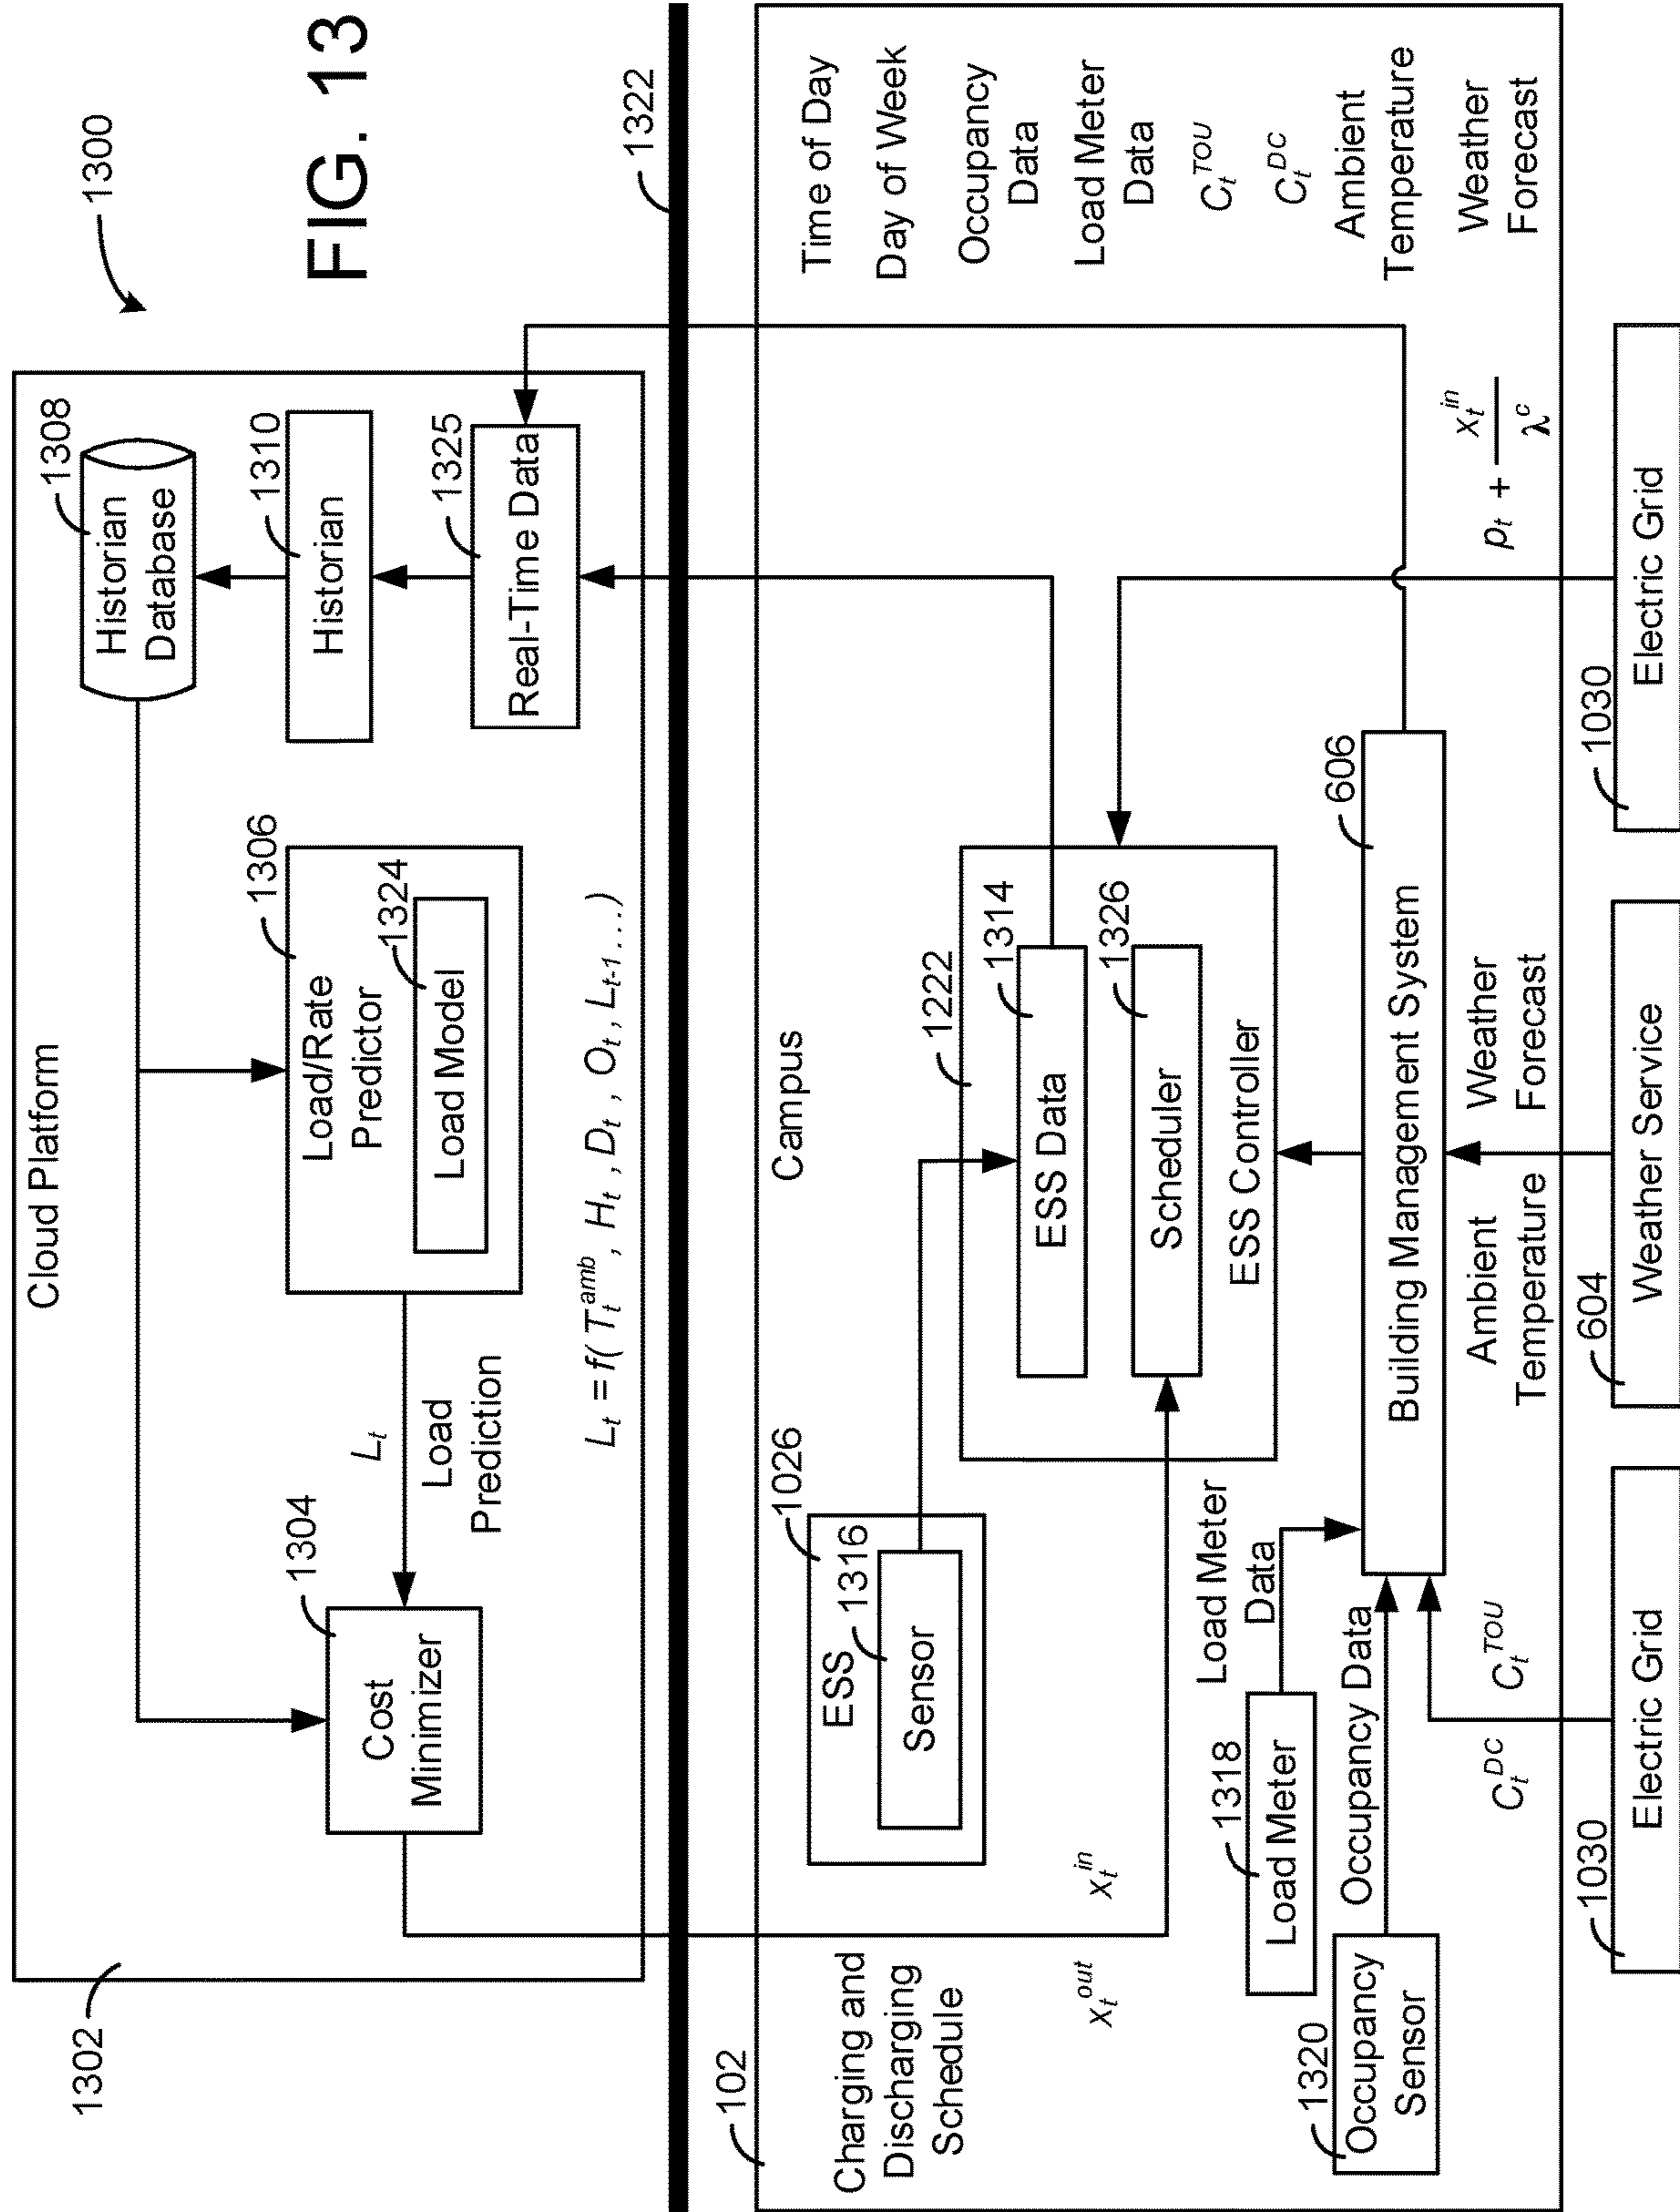 1300
FIG. 13
Cloud Platform
1302
1304
Cost
Minimizer
L_t
Load
Prediction
1306
Load/Rate
Predictor
1324
Load Model
L_t = f( T_t^amb , H_t , D_t , O_t , L_t-1...)
1308
Historian
Database
1310
Historian
1325
Real-Time Data
1322
102
Campus
Charging and
Discharging
Schedule
x_t^out
x_t^in
1026
ESS
1316
Sensor
1222
1314
ESS Data
1326
Scheduler
ESS Controller
Time of Day
Day of Week
Occupancy
Data
Load Meter
Data
C_t^TOU
C_t^DC
Ambient
Temperature
Weather
Forecast
1318
Load Meter
Load Meter
Data
1320
Occupancy
Sensor
Occupancy Data
606
Building Management System
C_t^DC
C_t^TOU
Ambient
Temperature
Weather
Forecast
p_t + x_t^in / λ^c
1030
Electric Grid
604
Weather Service
1030
Electric Grid